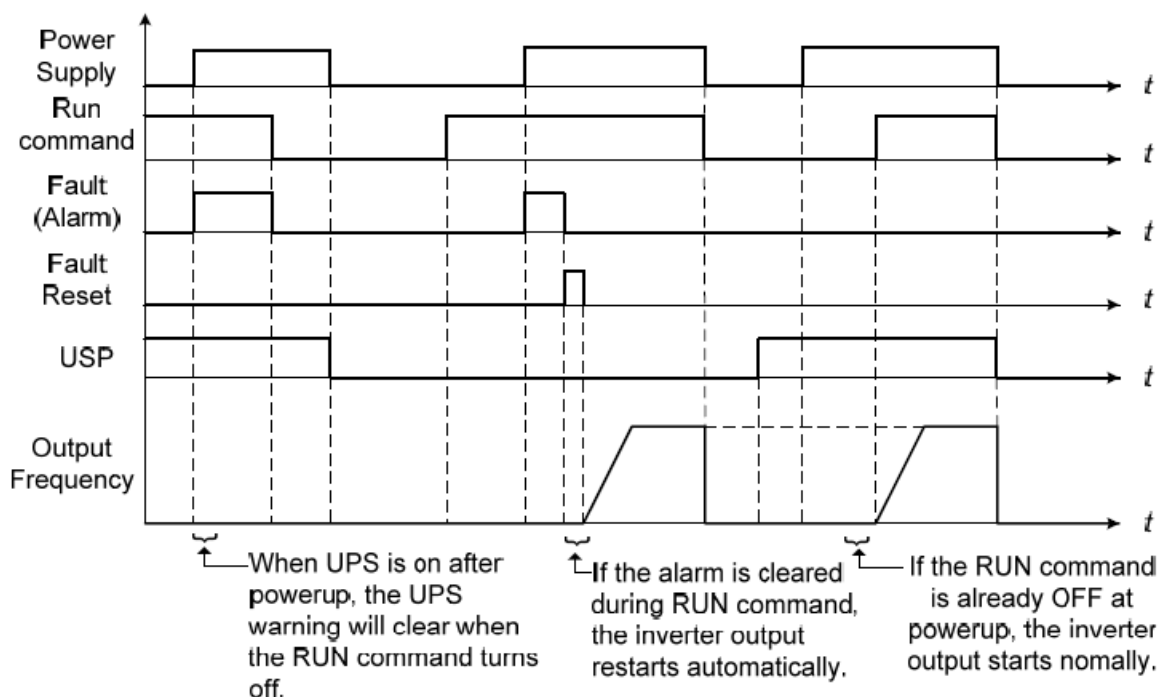 Power
Supply
t
Run
command
t
Fault
(Alarm)
t
Fault
Reset
t
USP
t
Output
Frequency
t
When UPS is on after
powerup, the UPS
warning will clear when
the RUN command turns
off.
If the alarm is cleared
during RUN command,
the inverter output
restarts automatically.
If the RUN command
is already OFF at
powerup, the inverter
output starts nomally.